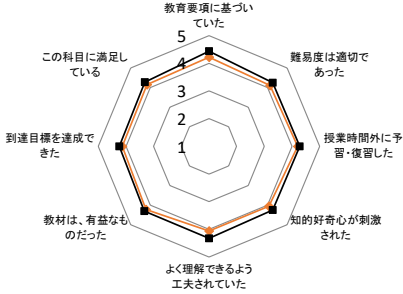 教育要項に基づい
ていた
難易度は適切で
あった
授業時間外に予
習・復習した
知的好奇心が刺激
された
よく理解できるよう
工夫されていた
教材は、有益なも
のだった
到達目標を達成で
きた
この科目に満足し
ている
5
4
3
2
1